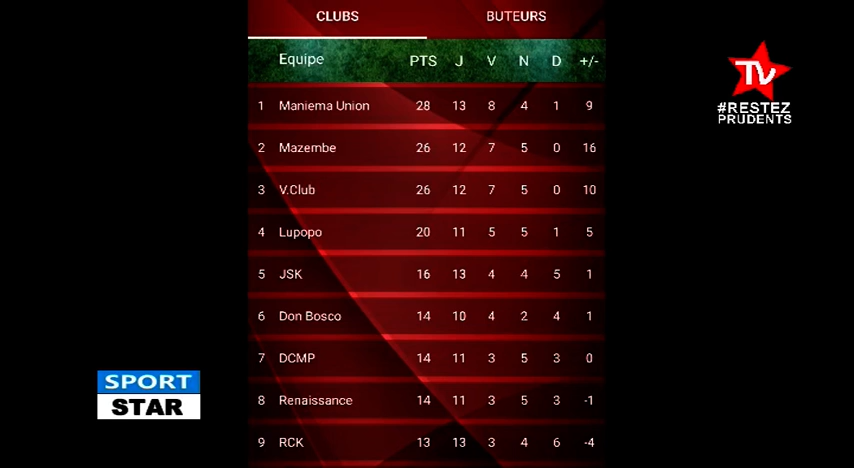 CLUBS BUTEURS
Equipe PTS J V N D +/-
1 Maniema Union 28 13 8 4 1 9
2 Mazembe 26 12 7 5 0 16
3 V.Club 26 12 7 5 0 10
4 Lupopo 20 11 5 5 1 5
5 JSK 16 13 4 4 5 1
6 Don Bosco 14 10 4 2 4 1
7 DCMP 14 11 3 5 3 0
8 Renaissance 14 11 3 5 3 -1
9 RCK 13 13 3 4 6 -4
TV
#RESTEZ
PRUDENTS
SPORT
STAR